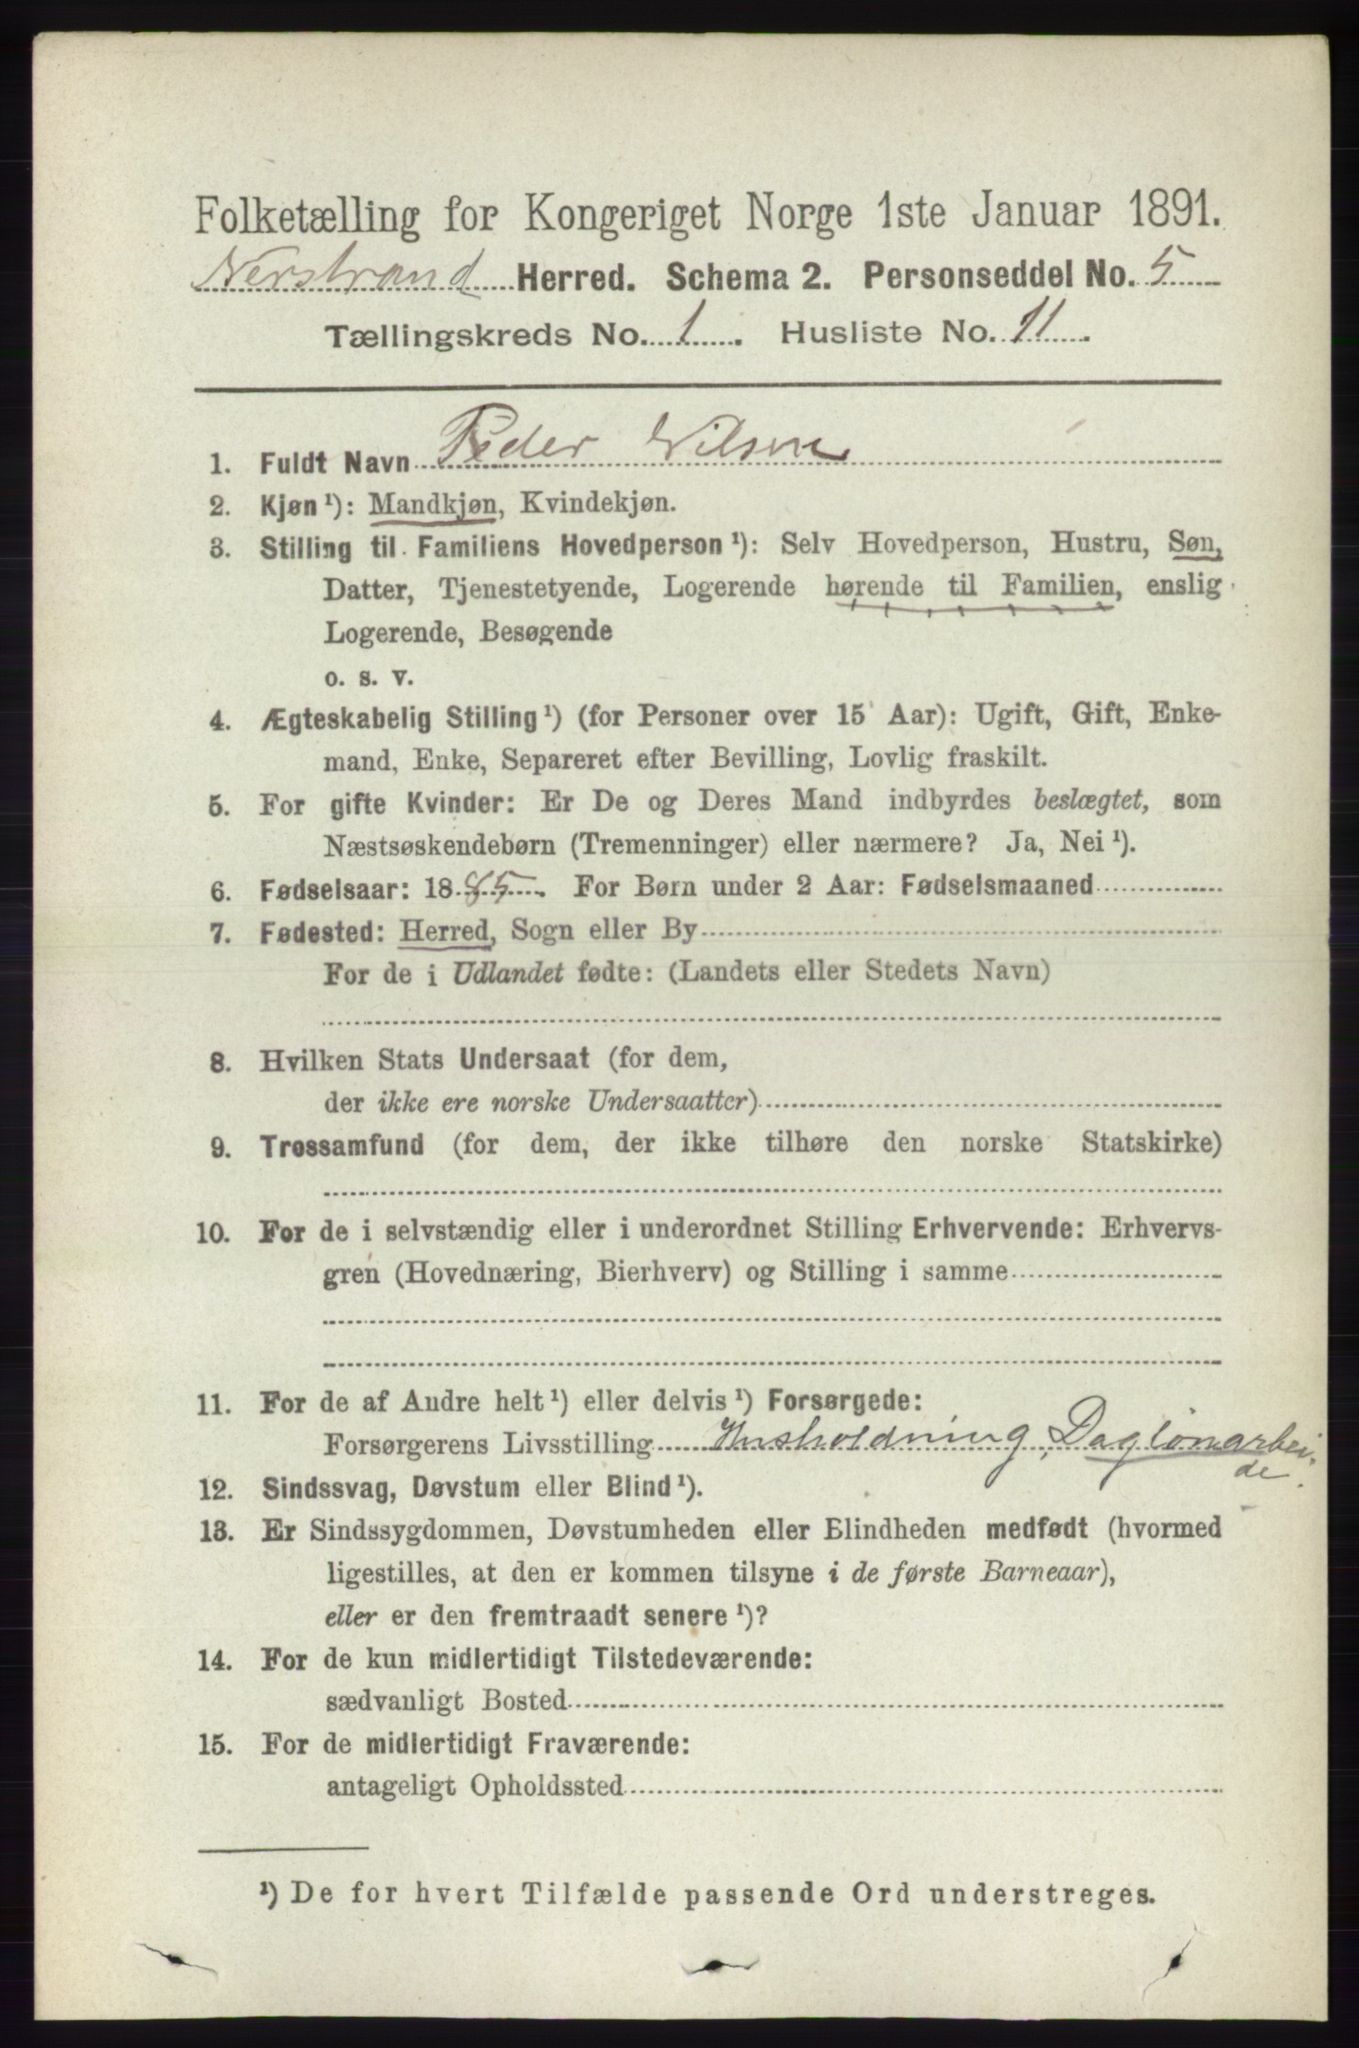 Folketælling for Kongeriget Norge 1ste Januar 1891.
Nerstrand Herred. Schema 2. Personseddel No. 5
Tællingskreds No. 1. Husliste No. 11.
1. Fuldt Navn Peder Nilsen
2. Kjøn¹): Mandkjøn, Kvindekjøn.
3. Stilling til Familiens Hovedperson¹): Selv Hovedperson, Hustru, Søn,
Datter, Tjenestetyende, Logerende hørende til Familien, enslig
Logerende, Besøgende
o. s. v.
4. Ægteskabelig Stilling¹) (for Personer over 15 Aar): Ugift, Gift, Enke-
mand, Enke, Separeret efter Bevilling, Lovlig fraskilt.
5. For gifte Kvinder: Er De og Deres Mand indbyrdes beslægtet, som
Næstsøskendebørn (Tremenninger) eller nærmere? Ja, Nei¹).
6. Fødselsaar: 1885. For Børn under 2 Aar: Fødselsmaaned
7. Fødested: Herred, Sogn eller By
For de i Udlandet fødte: (Landets eller Stedets Navn)
8. Hvilken Stats Undersaat (for dem,
der ikke ere norske Undersaatter)
9. Trossamfund (for dem, der ikke tilhøre den norske Statskirke)
10. For de i selvstændig eller i underordnet Stilling Erhvervende: Erhvervs-
gren (Hovednæring, Bierhverv) og Stilling i samme
11. For de af Andre helt¹) eller delvis¹) Forsørgede:
Forsørgerens Livsstilling Husholdning, Daglönarbei-
de.
12. Sindssvag, Døvstum eller Blind¹).
13. Er Sindssygdommen, Døvstumheden eller Blindheden medfødt (hvormed
ligestilles, at den er kommen tilsyne i de første Barneaar),
eller er den fremtraadt senere¹)?
14. For de kun midlertidigt Tilstedeværende:
sædvanligt Bosted
15. For de midlertidigt Fraværende:
antageligt Opholdssted
¹) De for hvert Tilfælde passende Ord understreges.